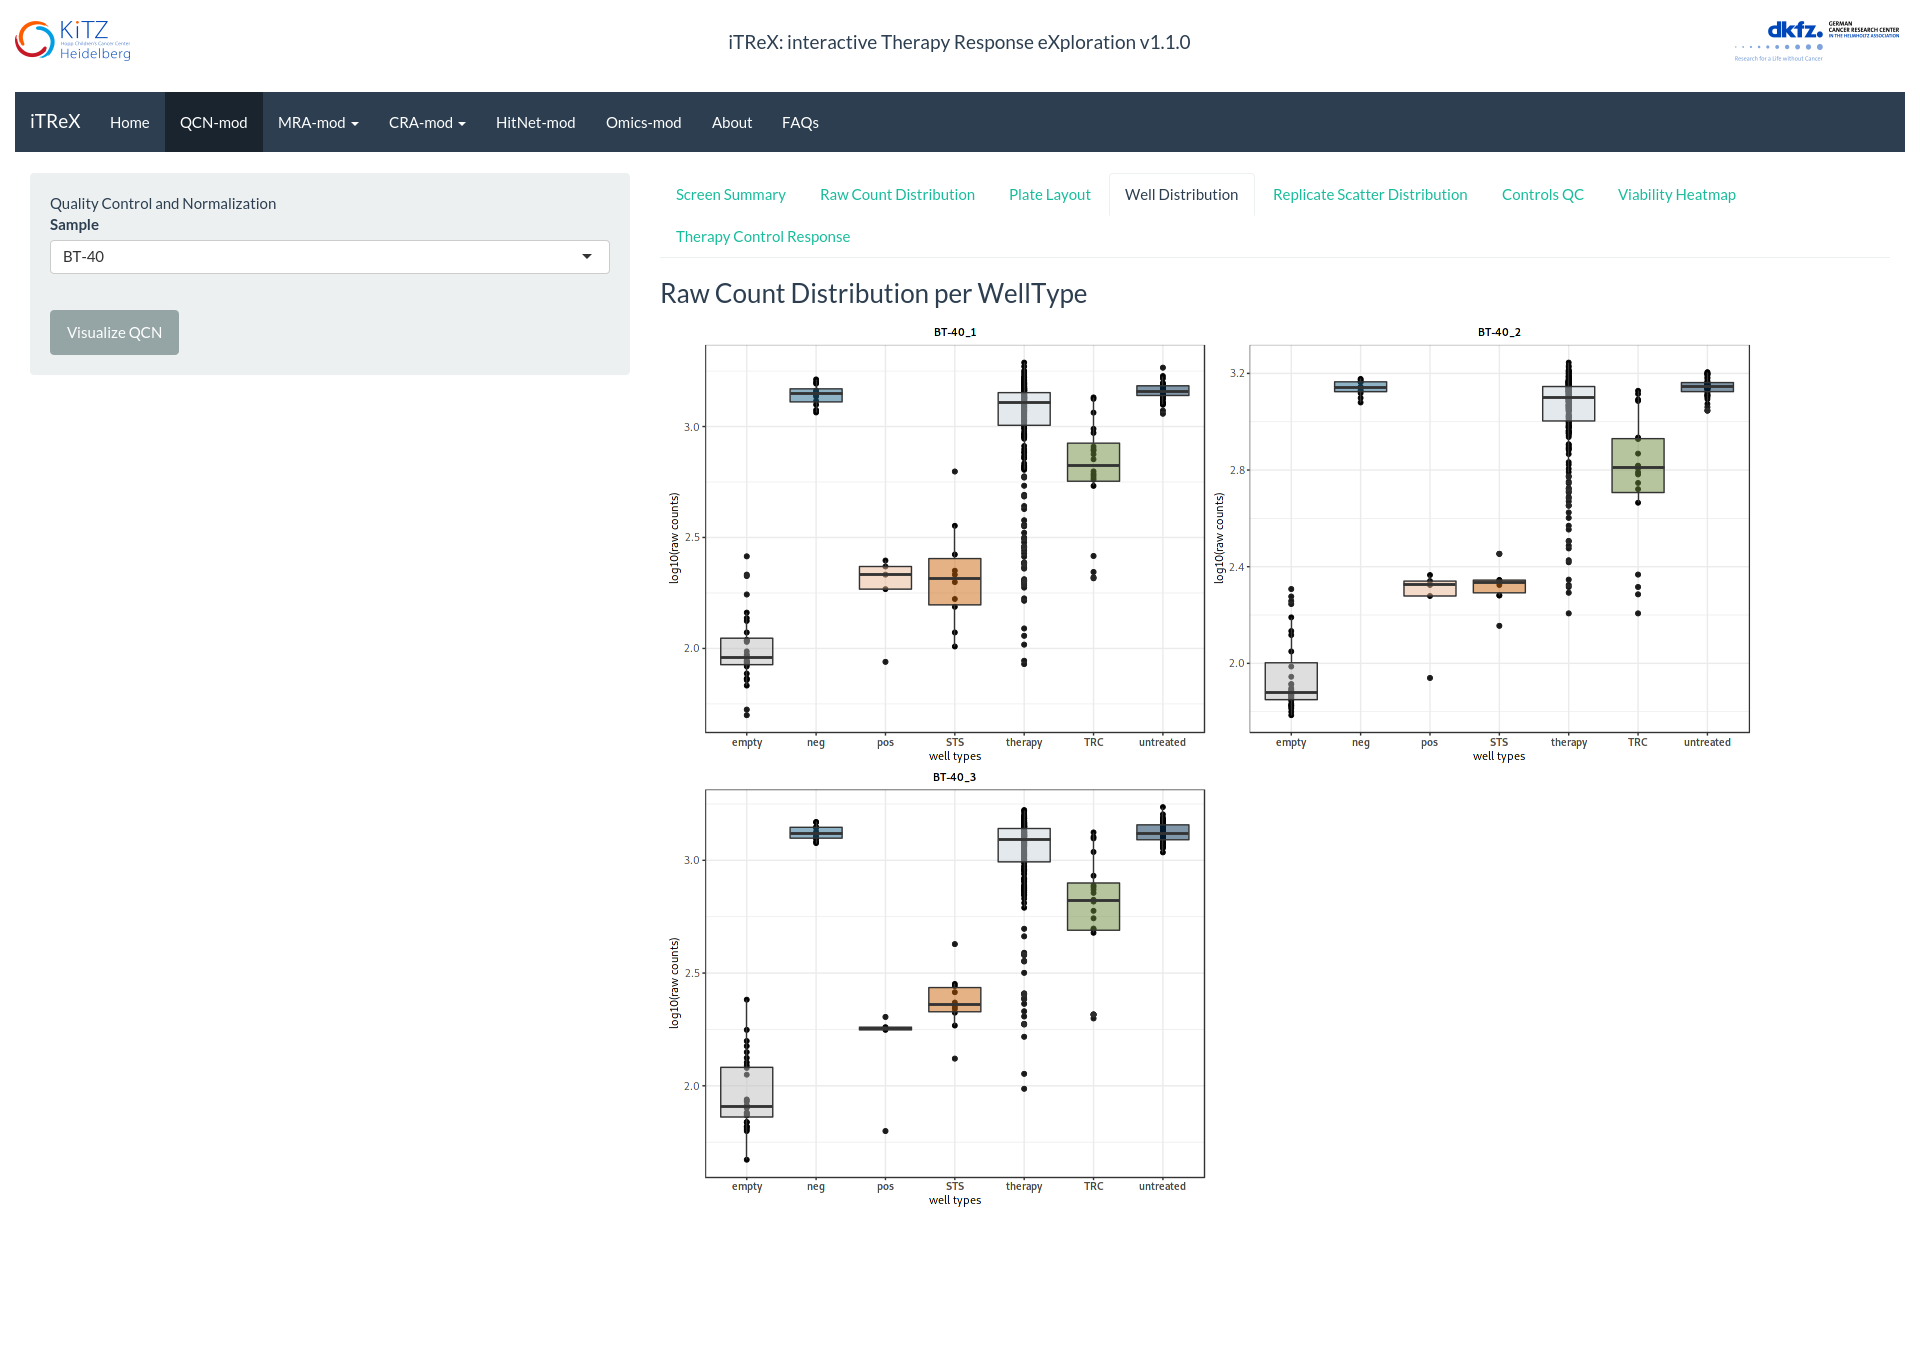 KiTZ
Hopp Children's Cancer Center
Heidelberg
iTReX: interactive Therapy Response eXploration v1.1.0
dkfz.
GERMAN
CANCER RESEARCH CENTER
IN THE HELMHOLTZ ASSOCIATION
Research for a Life without Cancer
iTReX Home QCN-mod MRA-mod CRA-mod HitNet-mod Omics-mod About FAQs
Quality Control and Normalization
Sample
BT-40
Visualize QCN
Screen Summary Raw Count Distribution Plate Layout Well Distribution Replicate Scatter Distribution Controls QC Viability Heatmap
Therapy Control Response
Raw Count Distribution per WellType
BT-40_1
log10(raw counts)
3.0
2.5
2.0
empty neg pos STS therapy TRC untreated
well types
BT-40_2
log10(raw counts)
3.2
2.8
2.4
2.0
empty neg pos STS therapy TRC untreated
well types
BT-40_3
log10(raw counts)
3.0
2.5
2.0
empty neg pos STS therapy TRC untreated
well types